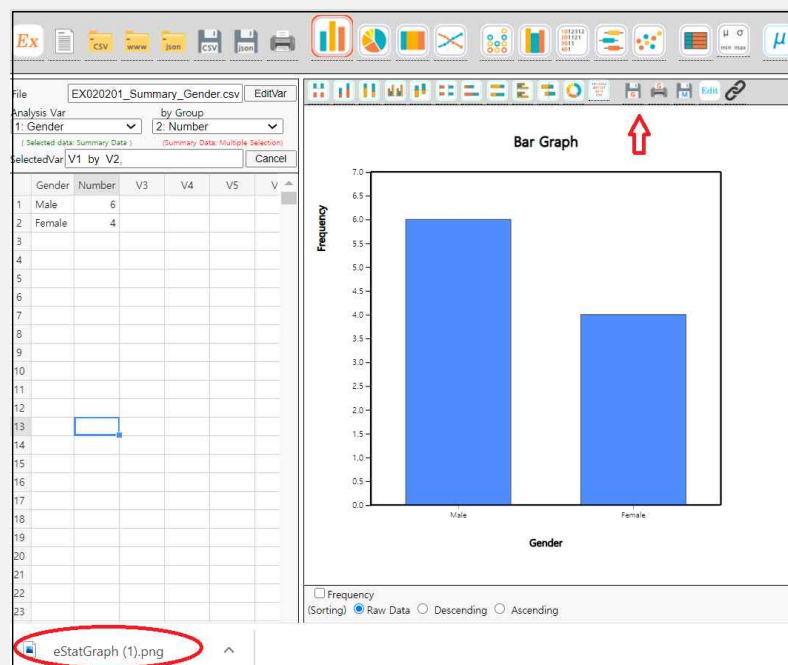 Ex CSV www json CSV json μ σ min max μ
File EX020201_Summary_Gender.csv EditVar
Analysis Var by Group
1: Gender 2: Number
( Selected data: Summary Data ) (Summary Data: Multiple Selection)
SelectedVar V1 by V2, Cancel
Gender Number V3 V4 V5 V
1 Male 6
2 Female 4
3
4
5
6
7
8
9
10
11
12
13
14
15
16
17
18
19
20
21
22
23
G M Edit
Bar Graph
Frequency
7.0
6.5
6.0
5.5
5.0
4.5
4.0
3.5
3.0
2.5
2.0
1.5
1.0
0.5
0.0
Male Female
Gender
Frequency
(Sorting) Raw Data Descending Ascending
eStatGraph (1).png